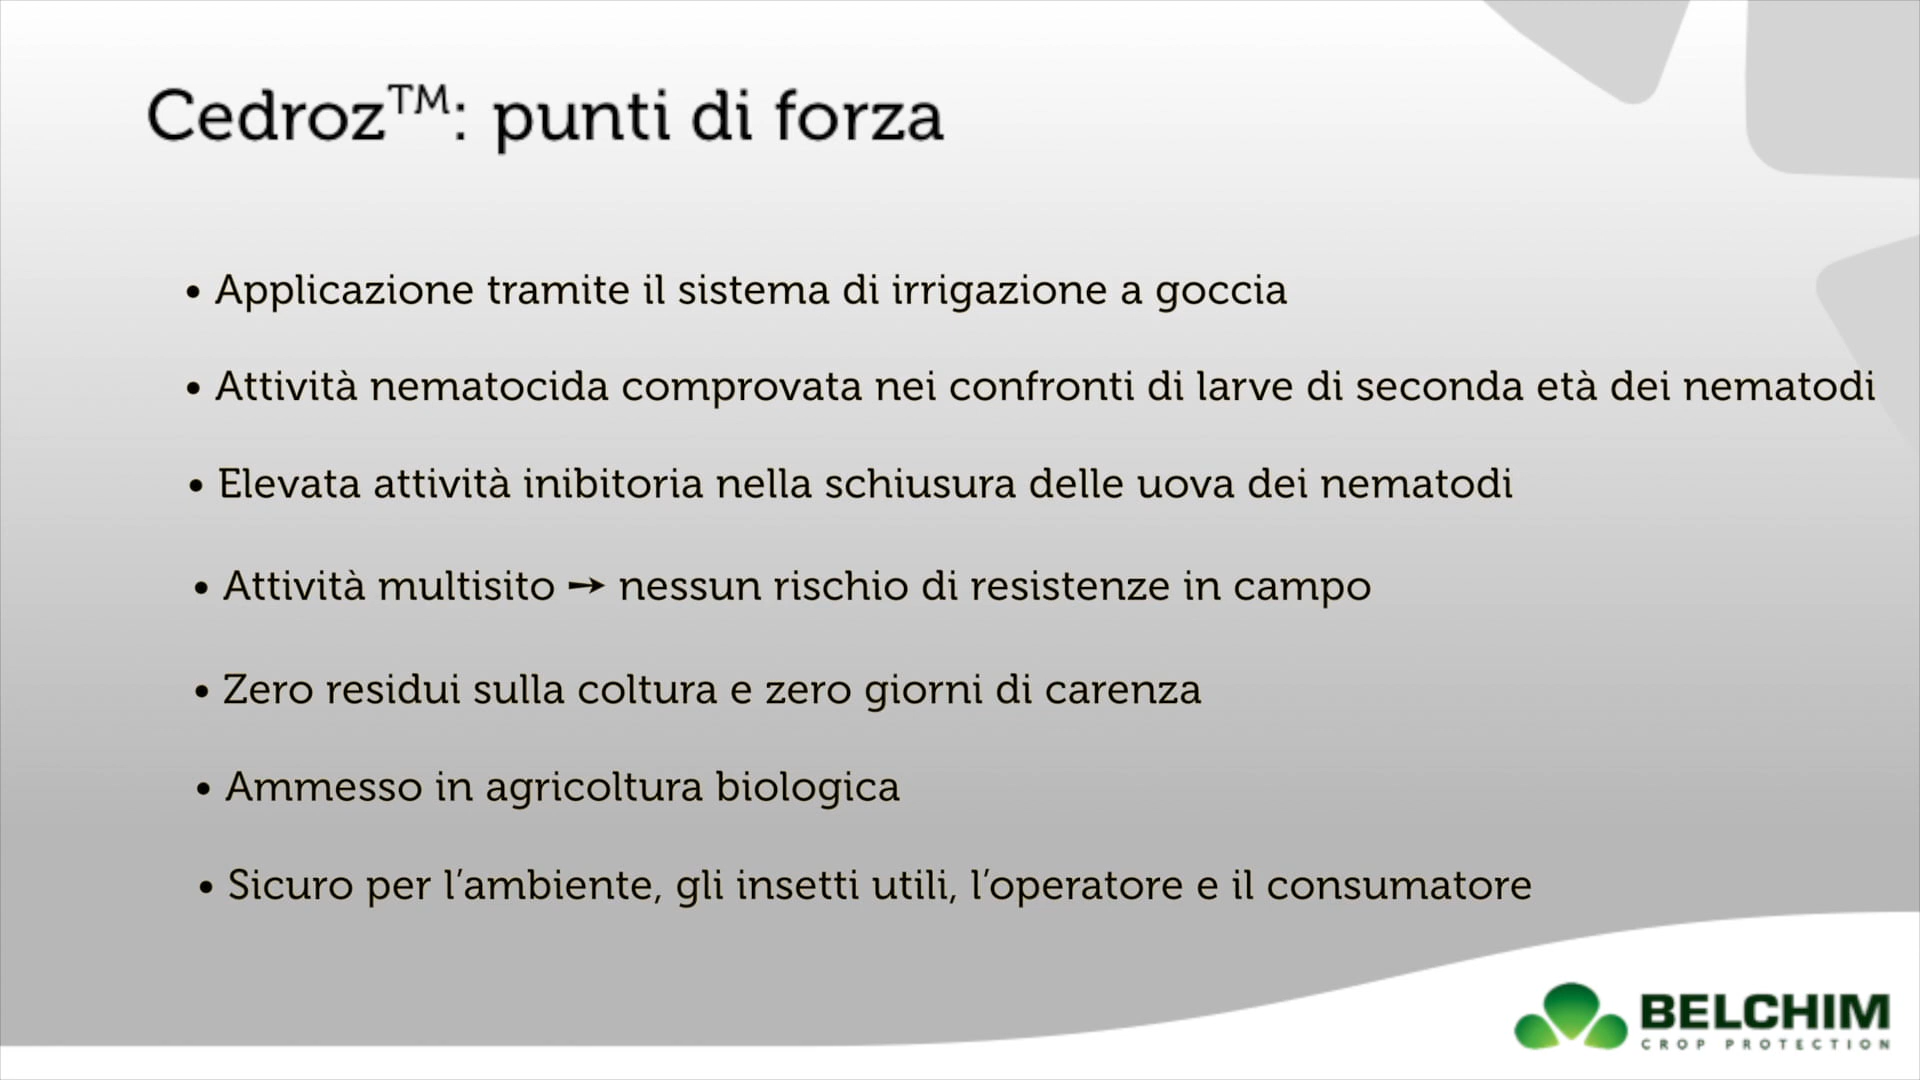 Cedroz™: punti di forza
• Applicazione tramite il sistema di irrigazione a goccia
• Attività nematocida comprovata nei confronti di larve di seconda età dei nematodi
• Elevata attività inibitoria nella schiusura delle uova dei nematodi
• Attività multisito → nessun rischio di resistenze in campo
• Zero residui sulla coltura e zero giorni di carenza
• Ammesso in agricoltura biologica
• Sicuro per l’ambiente, gli insetti utili, l’operatore e il consumatore
BELCHIM
CROP PROTECTION